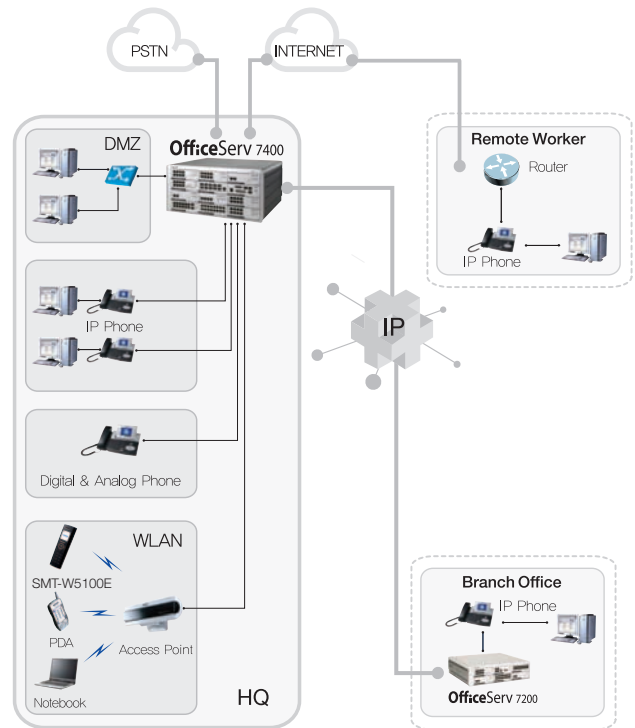 PSTN
INTERNET
DMZ
OfficeServ 7400
Remote Worker
Router
IP Phone
IP Phone
IP
Digital & Analog Phone
WLAN
SMT-W5100E
PDA
Access Point
Notebook
HQ
Branch Office
IP Phone
OfficeServ 7200